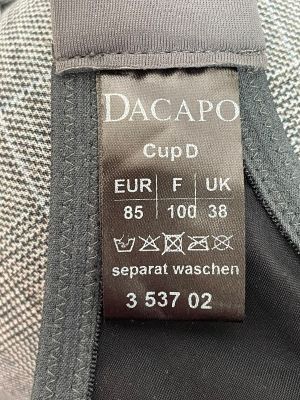 DACAPO
Cup D
EUR F UK
85 100 38
separat waschen
3 537 02